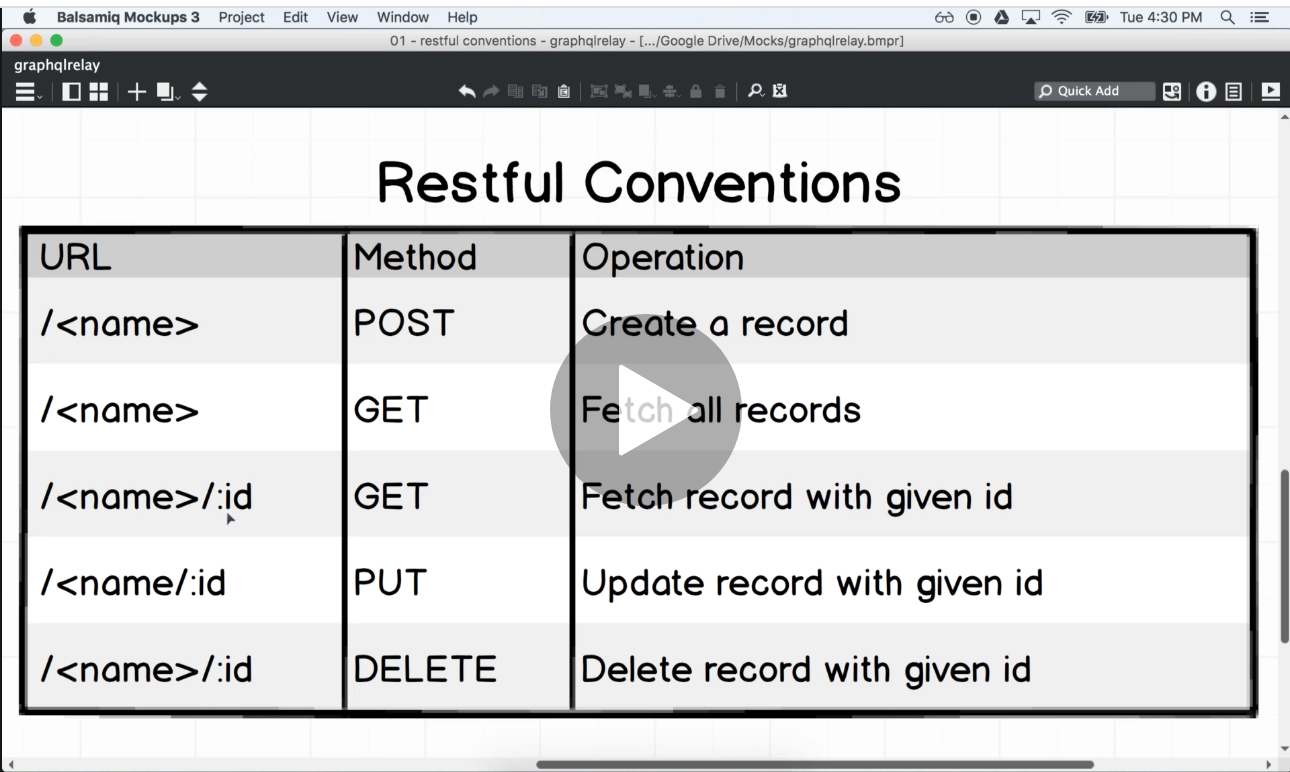 Balsamiq Mockups 3 Project Edit View Window Help Tue 4:30 PM
01 - restful conventions - graphqlrelay - [.../Google Drive/Mocks/graphqlrelay.bmpr]
graphqlrelay
Quick Add
Restful Conventions
URL Method Operation
/<name> POST Create a record
/<name> GET Fetch all records
/<name>/:id GET Fetch record with given id
/<name/:id PUT Update record with given id
/<name>/:id DELETE Delete record with given id